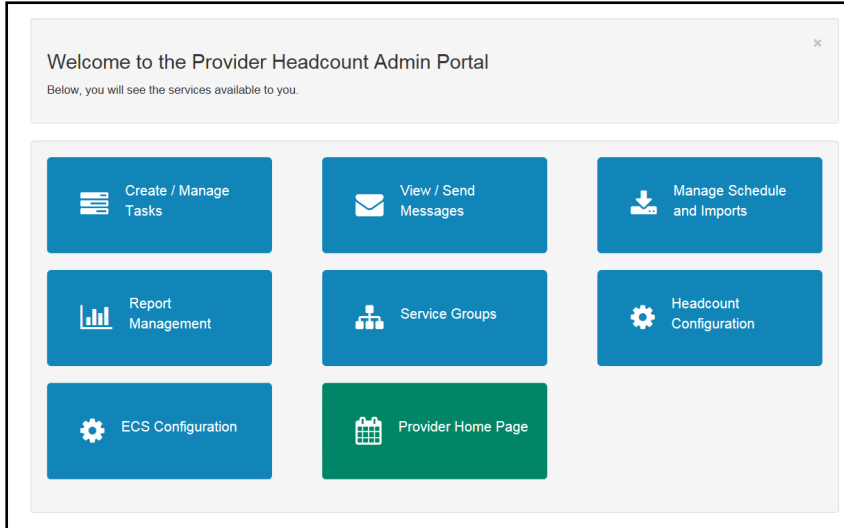 Welcome to the Provider Headcount Admin Portal
×
Below, you will see the services available to you.
Create / Manage
Tasks
View / Send
Messages
Manage Schedule
and Imports
Report
Management
Service Groups
Headcount
Configuration
ECS Configuration
Provider Home Page